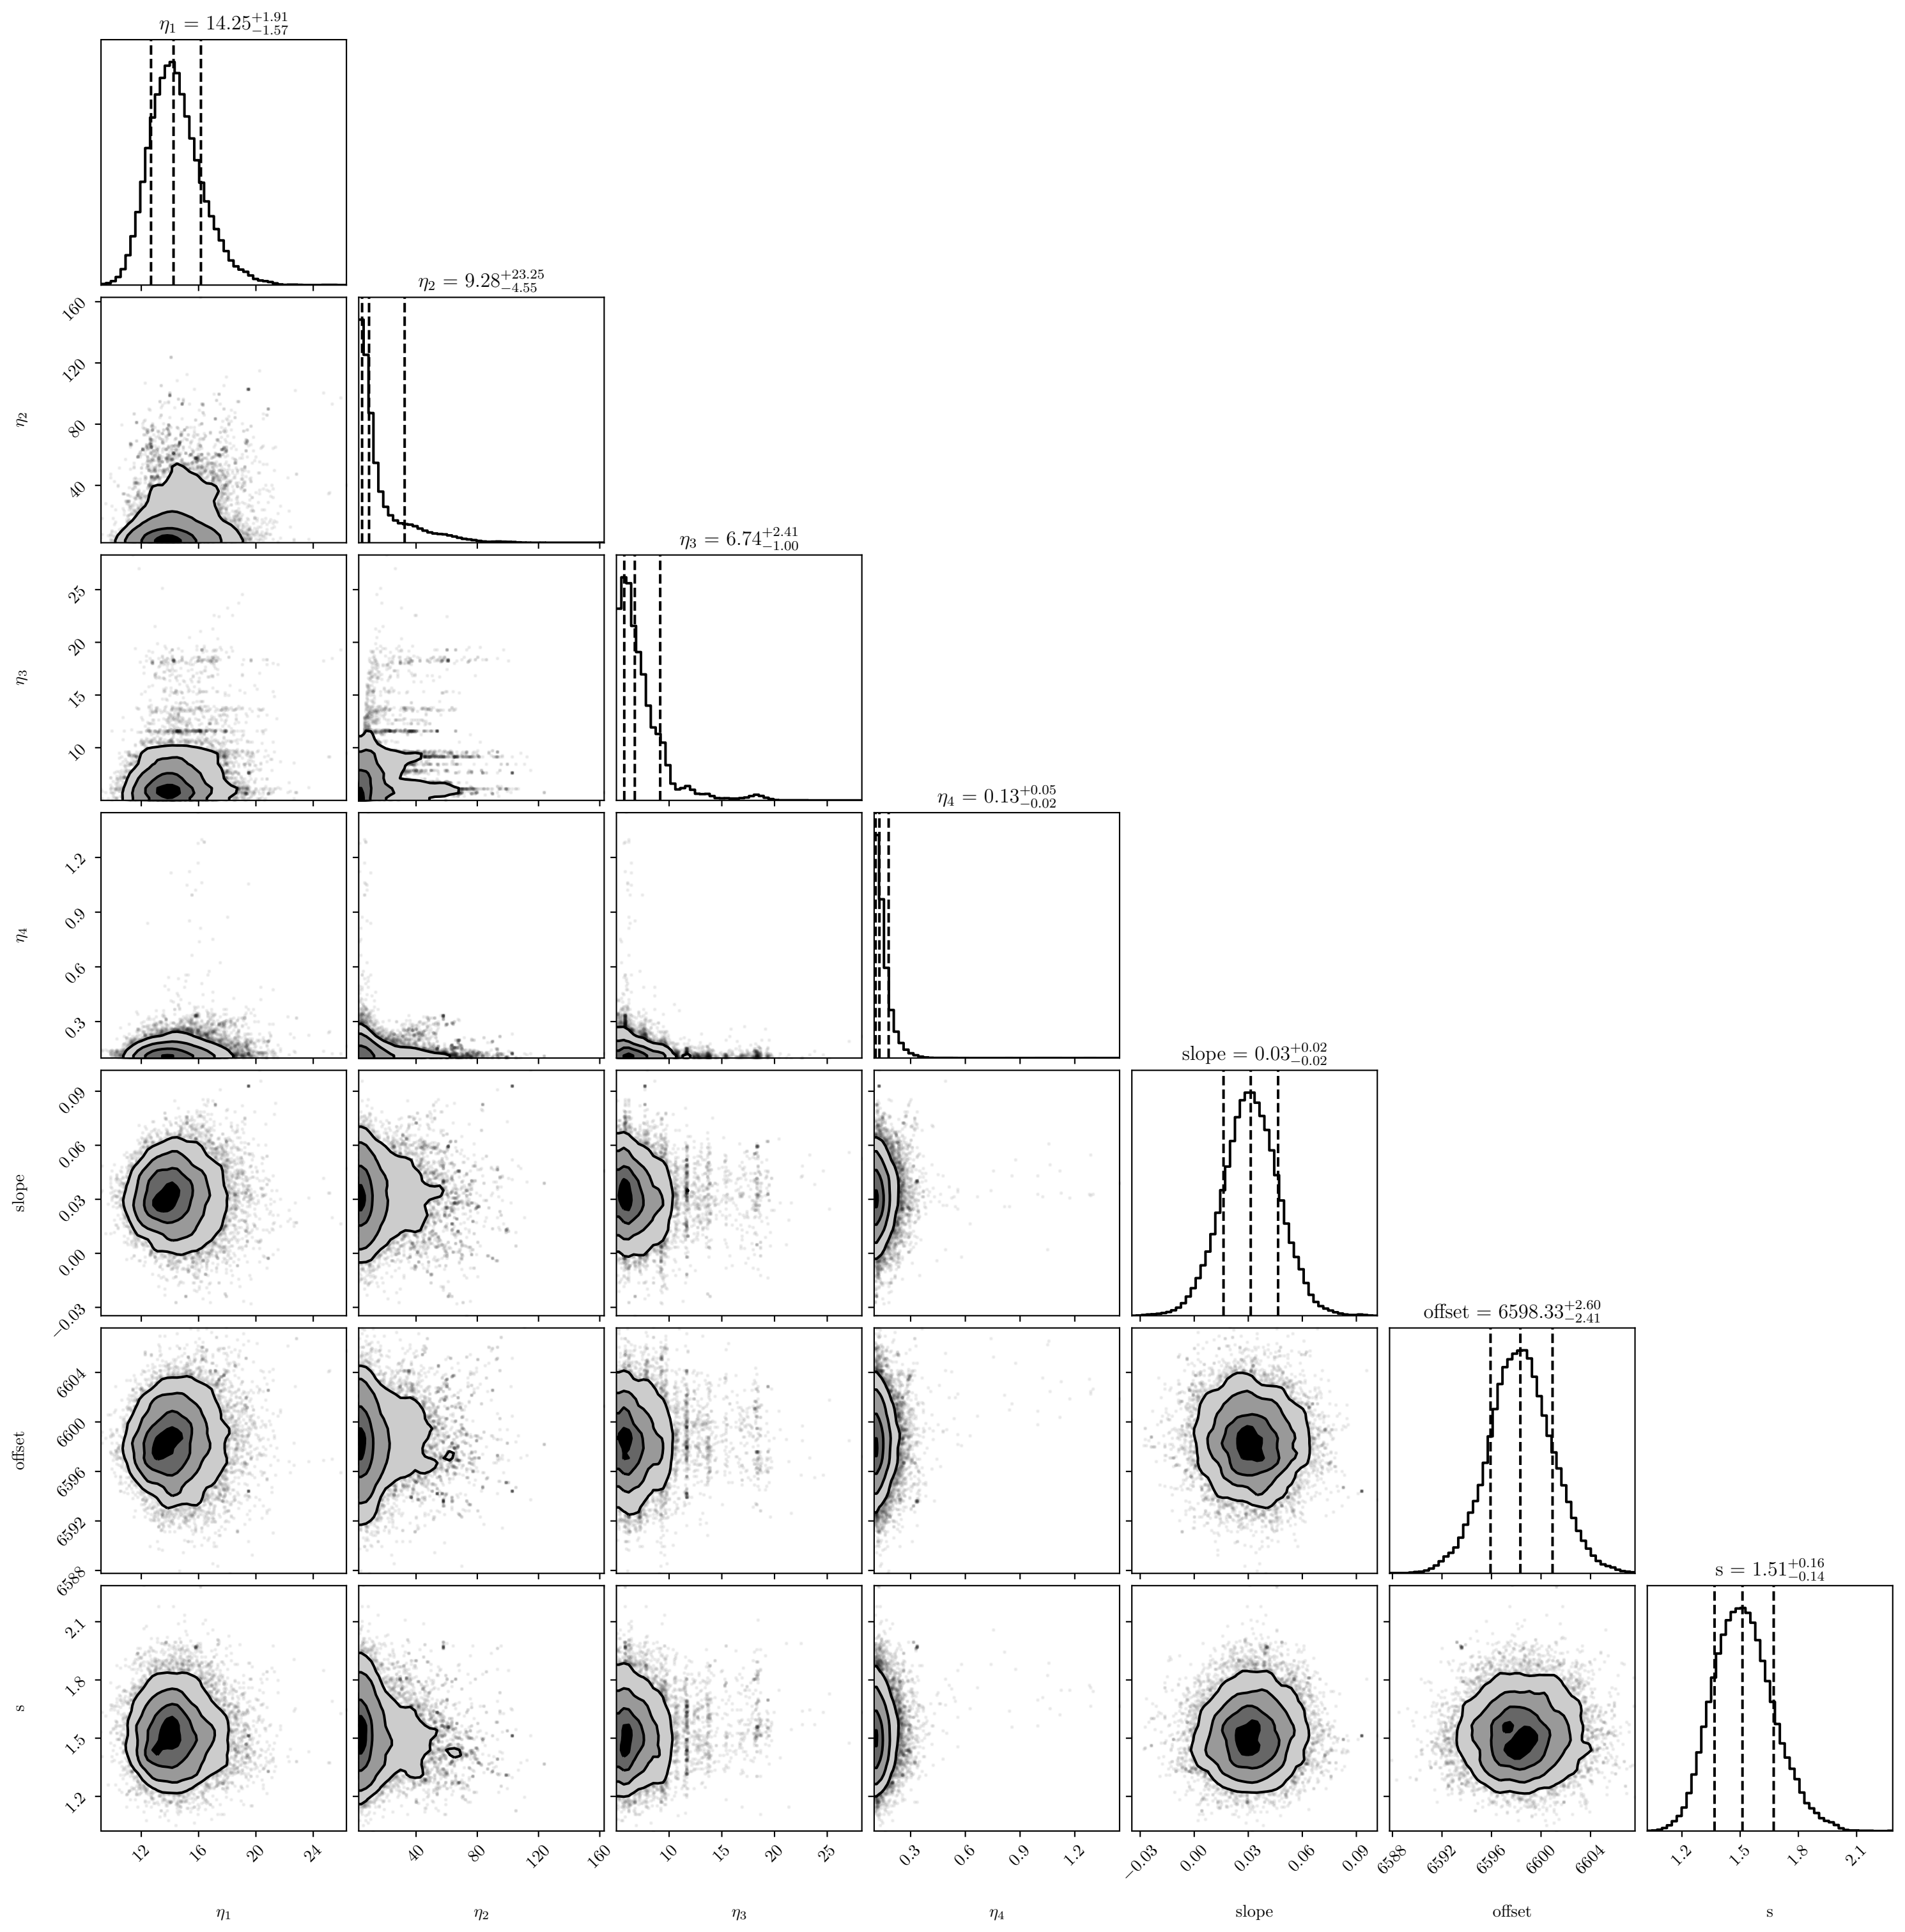 η₁ = 14.25+1.91−1.57
η₂ = 9.28+23.25−4.55
160
120
80
40
η₂
η₃ = 6.74+2.41−1.00
25
20
15
10
η₃
η₄ = 0.13+0.05−0.02
1.2
0.9
0.6
0.3
η₄
slope = 0.03+0.02−0.02
0.09
0.06
0.03
0.00
−0.03
slope
offset = 6598.33+2.60−2.41
6604
6600
6596
6592
6588
offset
s = 1.51+0.16−0.14
2.1
1.8
1.5
1.2
s
12 16 20 24 40 80 120 160 10 15 20 25 0.3 0.6 0.9 1.2 −0.03 0.00 0.03 0.06 0.09 6588 6592 6596 6600 6604 1.2 1.5 1.8 2.1
η₁ η₂ η₃ η₄ slope offset s